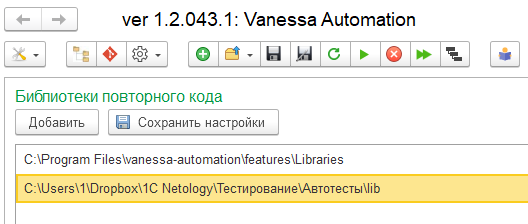 ver 1.2.043.1: Vanessa Automation
Библиотеки повторного кода
Добавить
Сохранить настройки
C:\Program Files\vanessa-automation\features\Libraries
C:\Users\1\Dropbox\1C Netology\Тестирование\Автотесты\lib